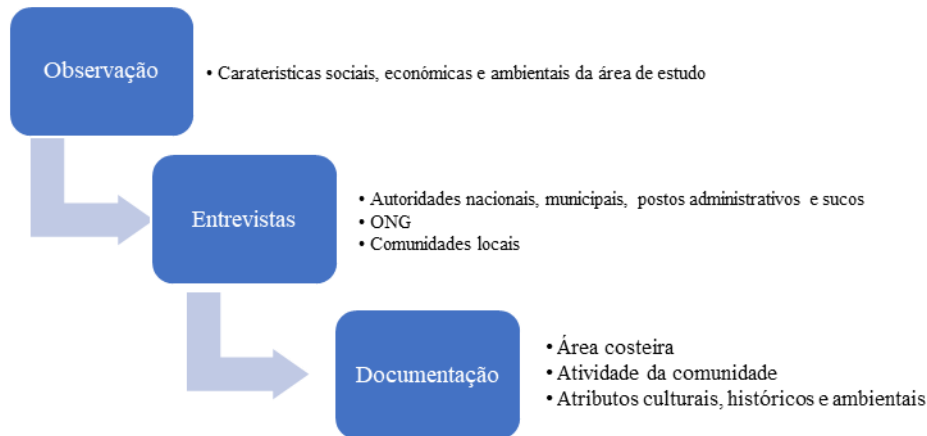 Observação
• Caraterísticas sociais, económicas e ambientais da área de estudo
Entrevistas
• Autoridades nacionais, municipais, postos administrativos e sucos
• ONG
• Comunidades locais
Documentação
• Área costeira
• Atividade da comunidade
• Atributos culturais, históricos e ambientais